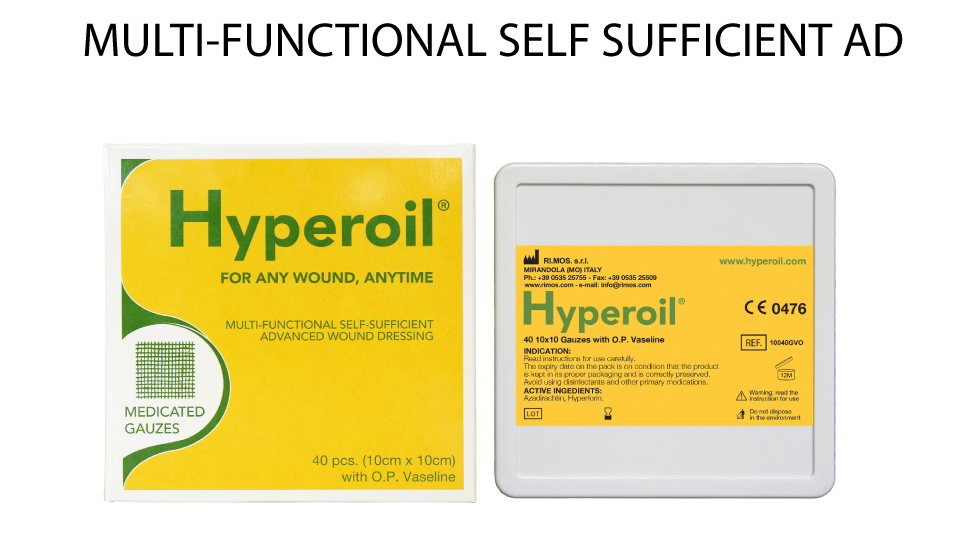 MULTI-FUNCTIONAL SELF SUFFICIENT AD
Hyperoil®
FOR ANY WOUND, ANYTIME
MULTI-FUNCTIONAL SELF-SUFFICIENT
ADVANCED WOUND DRESSING
MEDICATED
GAUZES
40 pcs. (10cm x 10cm)
with O.P. Vaseline
RI.MOS. s.r.l.
MIRANDOLA (MO) ITALY
Ph.: +39 0535 25755 - Fax: +39 0535 25509
www.rimos.com - e-mail: info@rimos.com
www.hyperoil.com
Hyperoil®
CE 0476
40 10x10 Gauzes with O.P. Vaseline
REF. 10040GVO
INDICATION:
Read instructions for use carefully.
The expiry date on the pack is on condition that the product
is kept in its proper packaging and is correctly preserved.
Avoid using disinfectants and other primary medications.
12M
ACTIVE INGEDIENTS:
Azadirachtin, Hyperforin.
Warning: read the
instruction for use
LOT
Do not dispose
in the environment